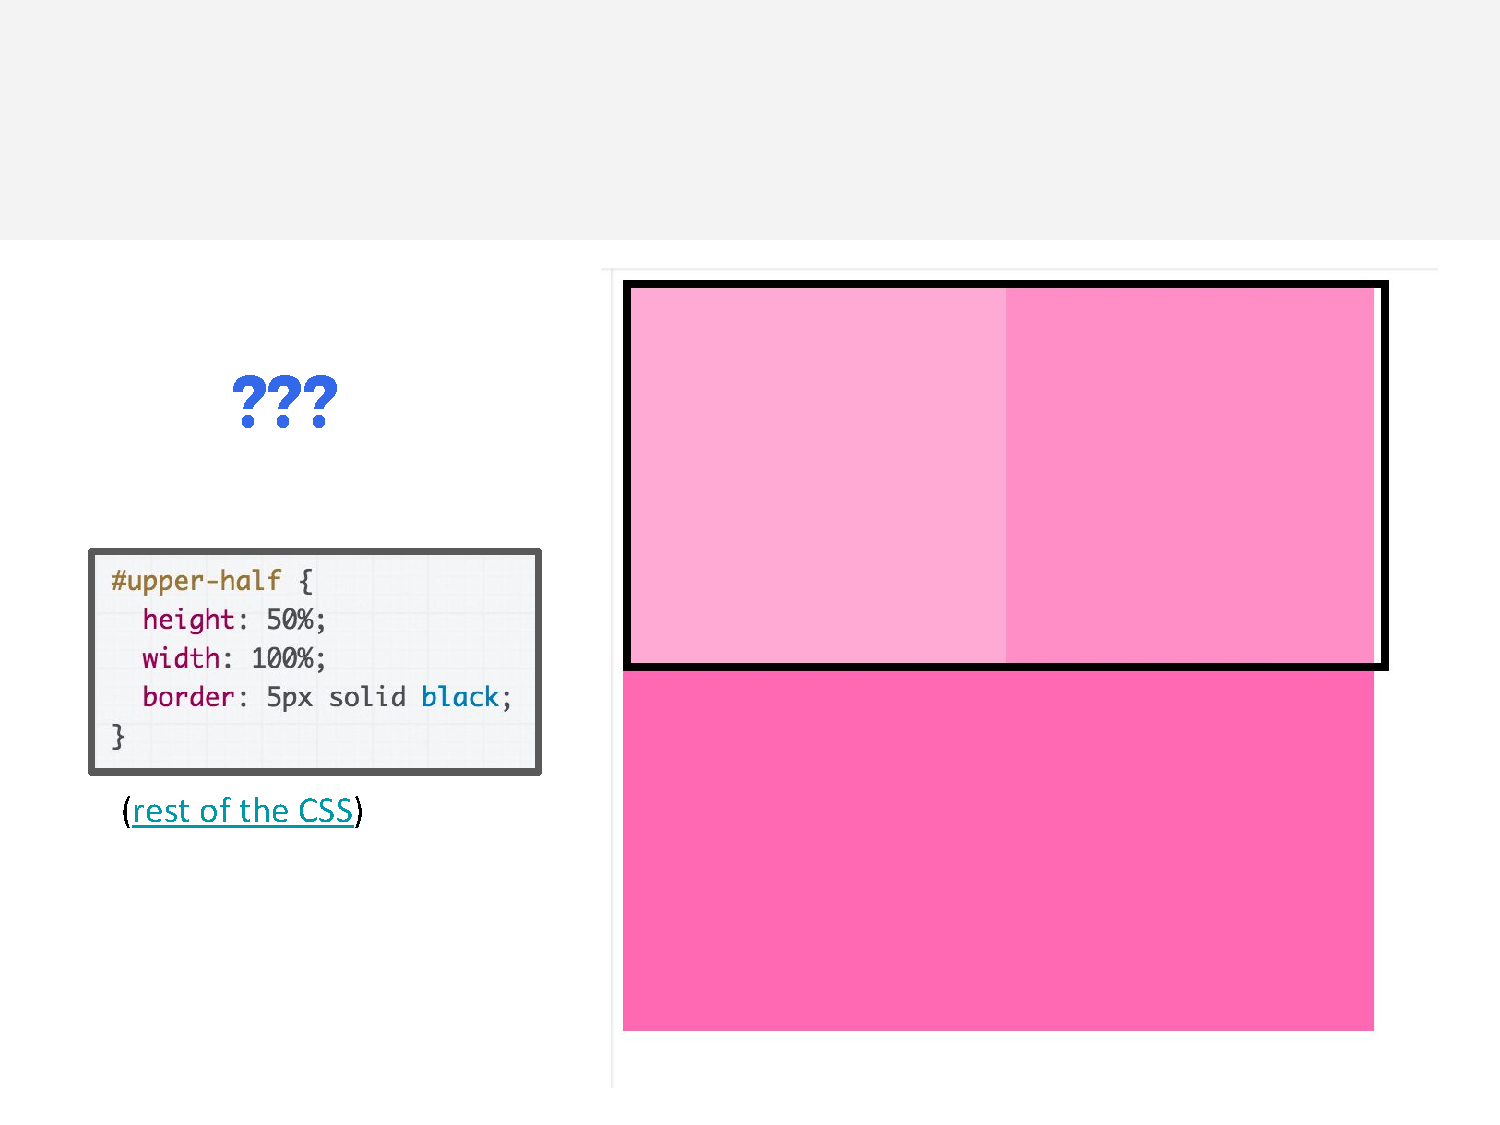 ???
#upper-half {
  height: 50%;
  width: 100%;
  border: 5px solid black;
}
(rest of the CSS)